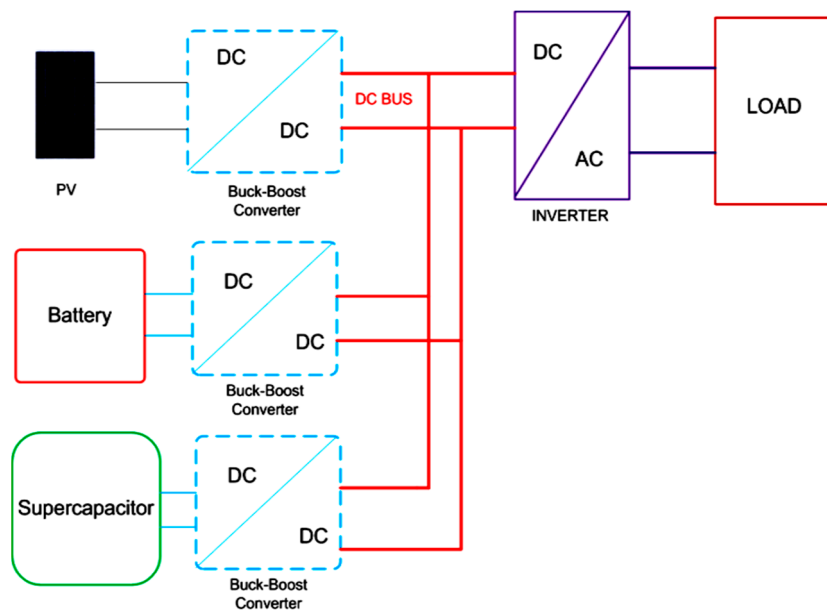 PV
DC
DC
Buck-Boost
Converter
DC BUS
DC
AC
INVERTER
LOAD
Battery
DC
DC
Buck-Boost
Converter
Supercapacitor
DC
DC
Buck-Boost
Converter